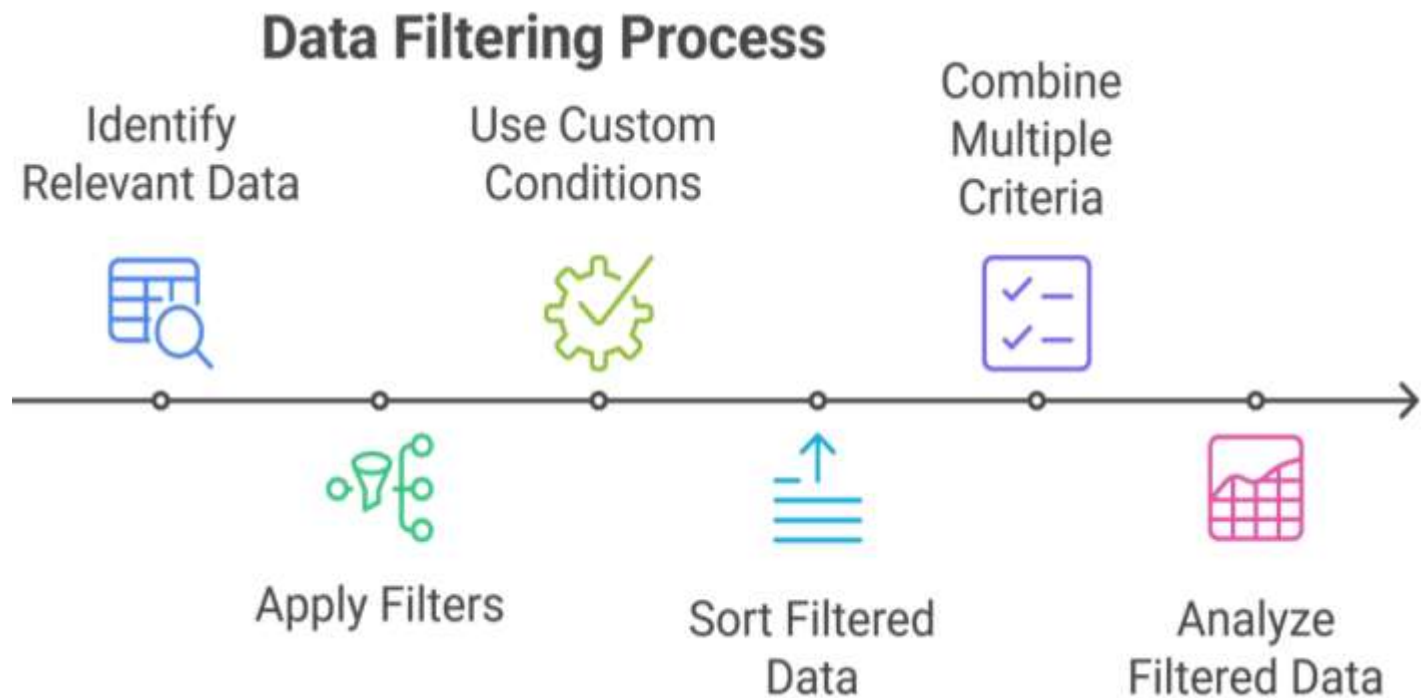 Data Filtering Process
Identify
Relevant Data
Apply Filters
Use Custom
Conditions
Sort Filtered
Data
Combine
Multiple
Criteria
Analyze
Filtered Data